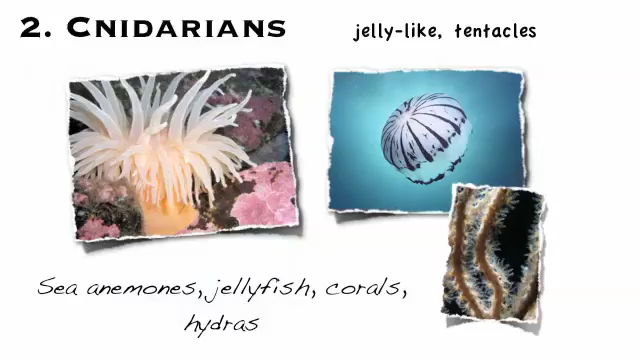 2. Cnidarians
jelly-like, tentacles
Sea anemones, jellyfish, corals,
hydras